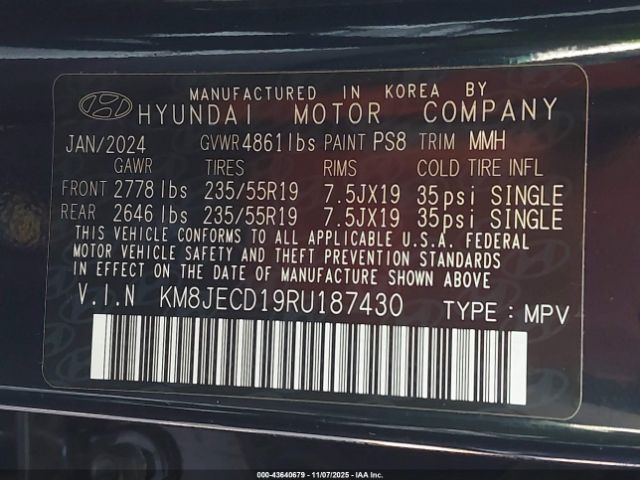 MANUFACTURED IN KOREA BY
HYUNDAI MOTOR COMPANY
JAN/2024 GVWR 4861lbs PAINT PS8 TRIM MMH
GAWR TIRES RIMS COLD TIRE INFL
FRONT 2778 lbs 235/55R19 7.5JX19 35psi SINGLE
REAR 2646 lbs 235/55R19 7.5JX19 35psi SINGLE
THIS VEHICLE CONFORMS TO ALL APPLICABLE U.S.A. FEDERAL
MOTOR VEHICLE SAFETY AND THEFT PREVENTION STANDARDS
IN EFFECT ON THE DATE OF MANUFACTURE SHOWN ABOVE
V.I.N KM8JECD19RU187430 TYPE : MPV
000-43640679 - 11/07/2025 - IAA Inc.